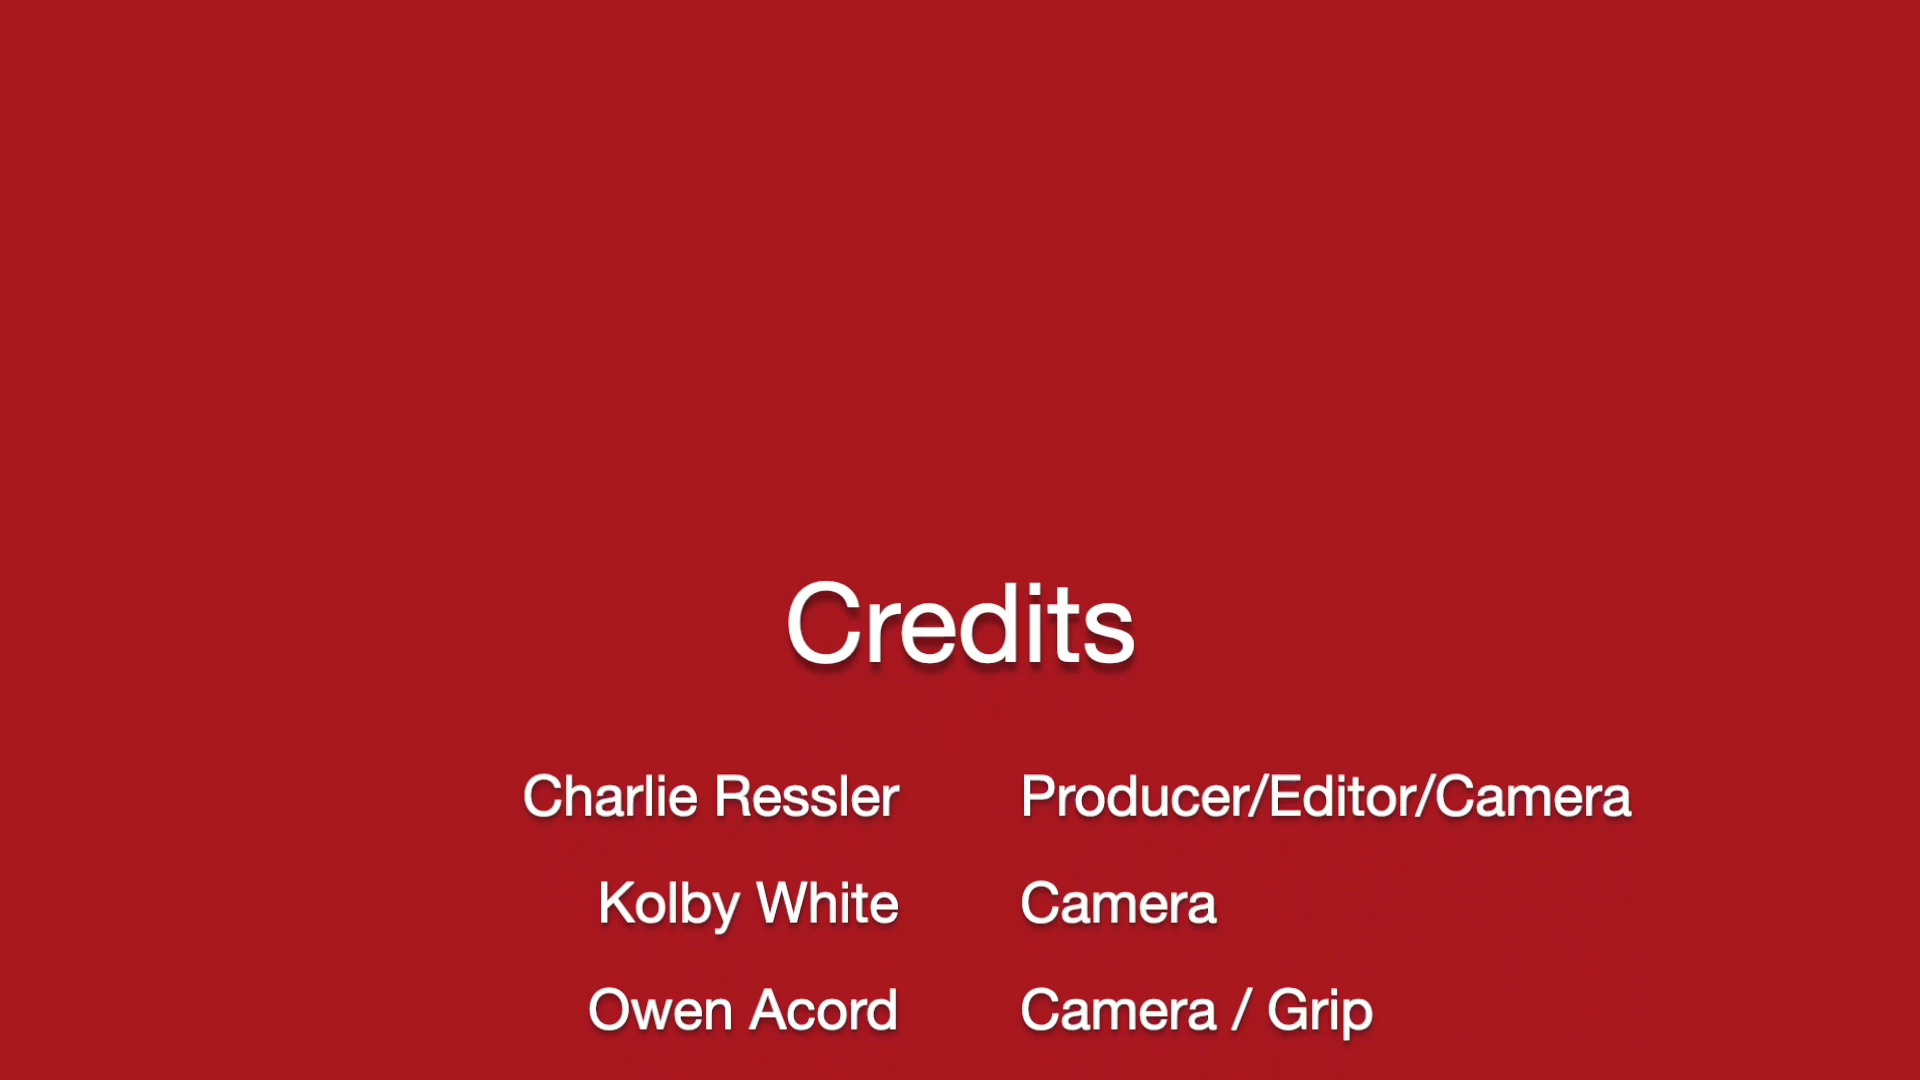 Credits
Charlie Ressler Producer/Editor/Camera
Kolby White Camera
Owen Acord Camera / Grip